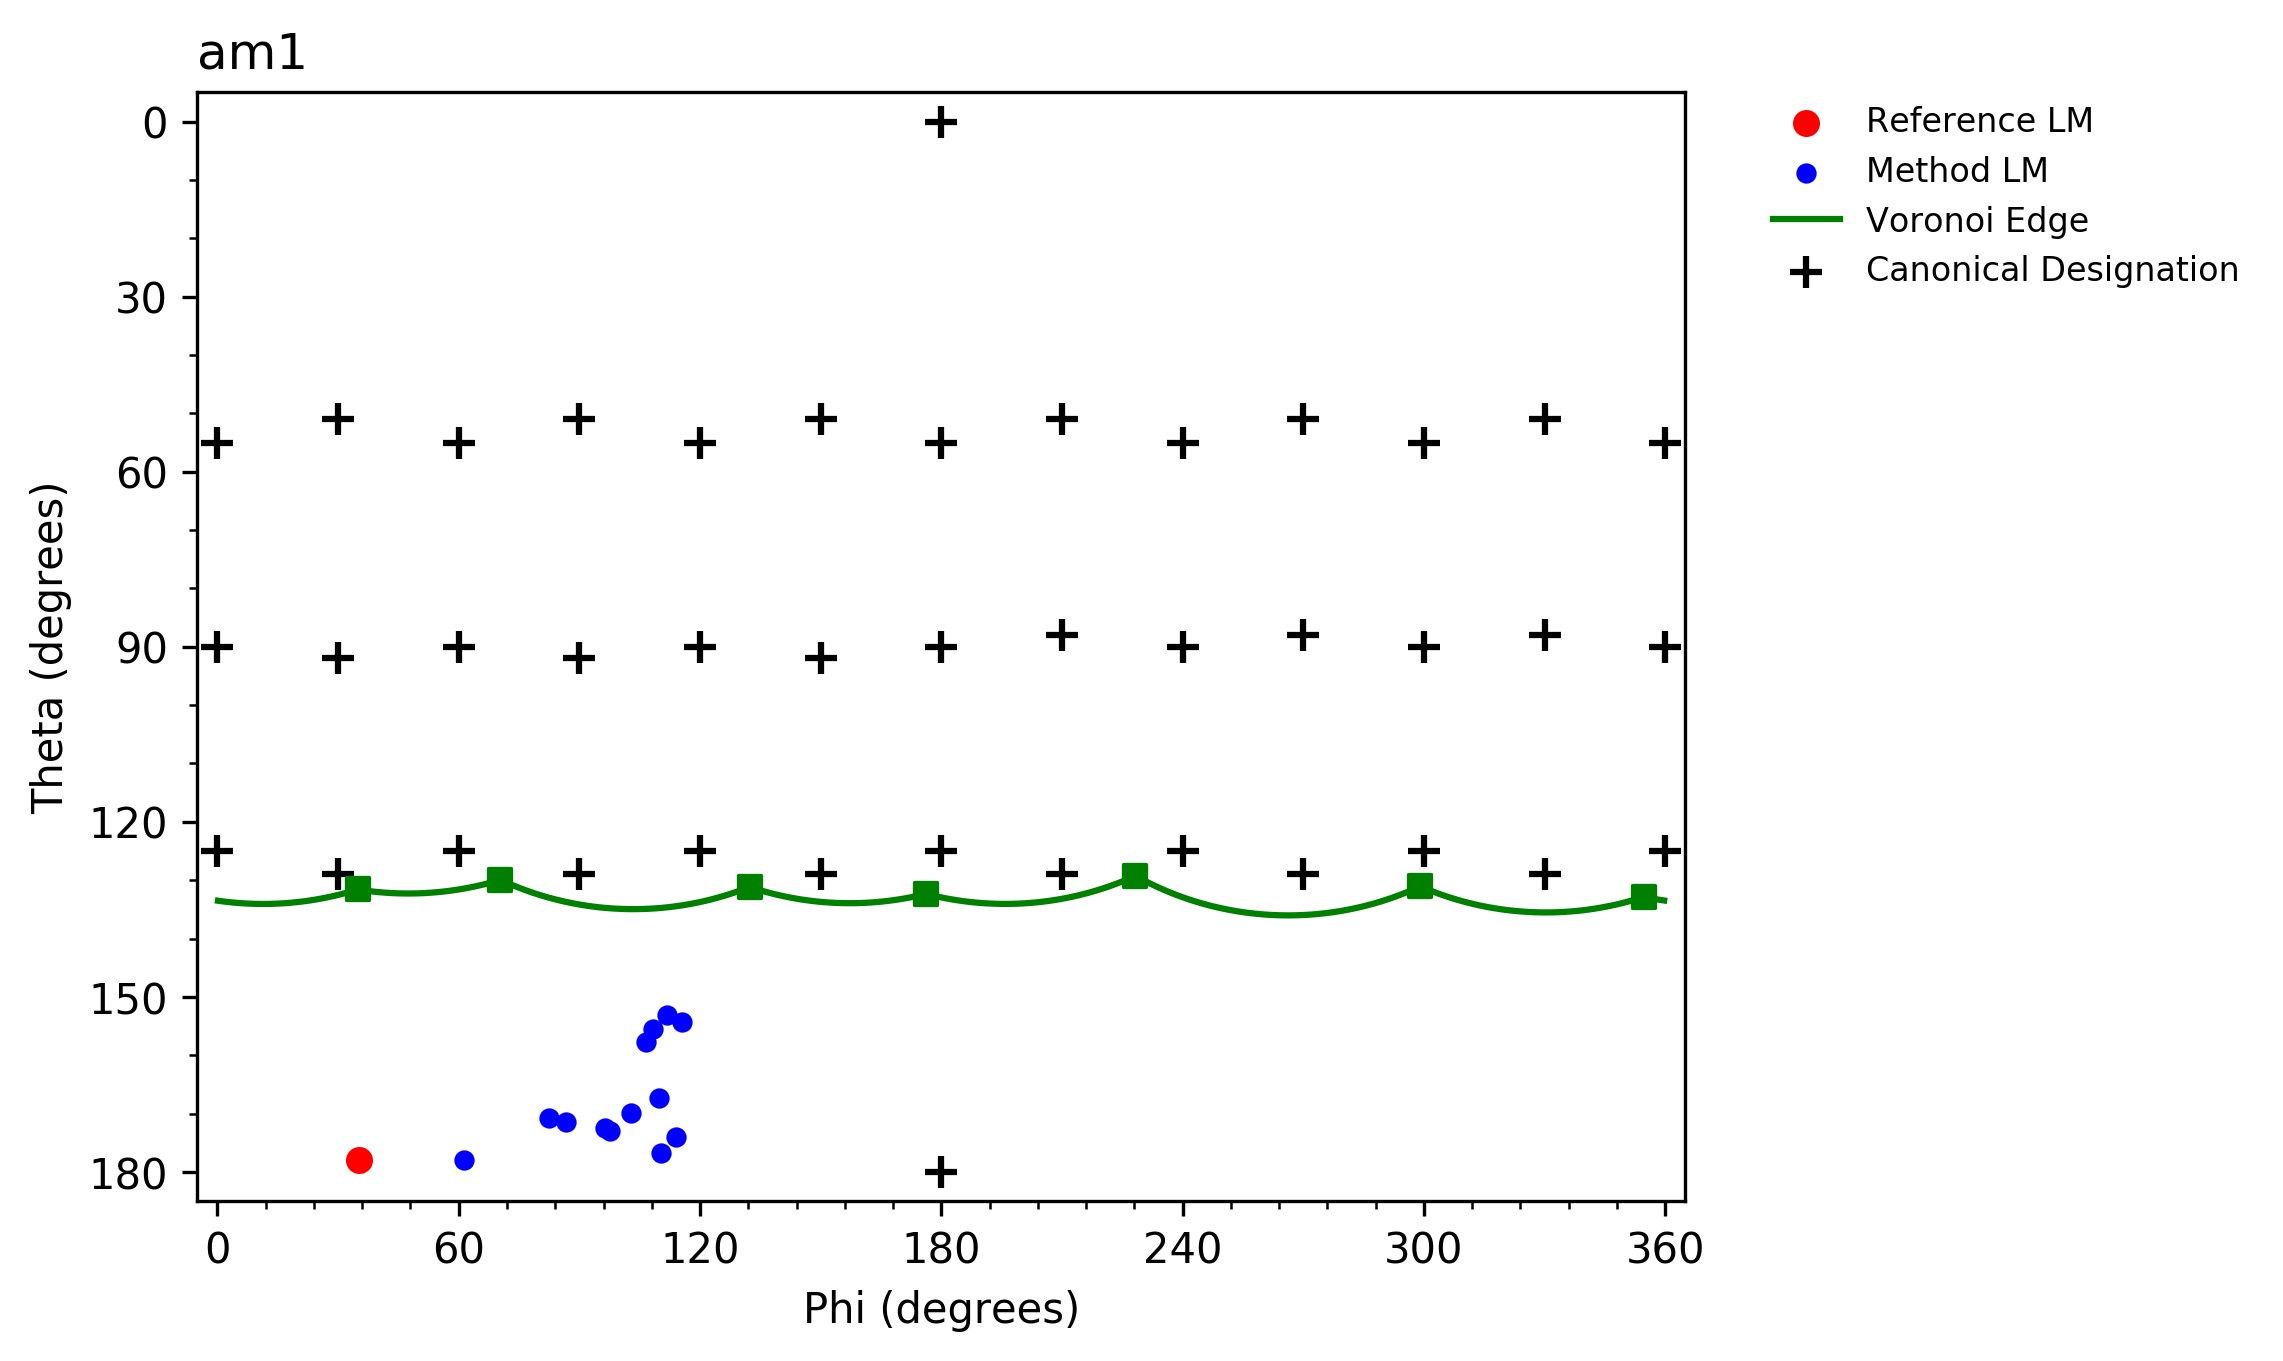 am1
Reference LM
Method LM
Voronoi Edge
Canonical Designation
Theta (degrees)
0
30
60
90
120
150
180
0 60 120 180 240 300 360
Phi (degrees)